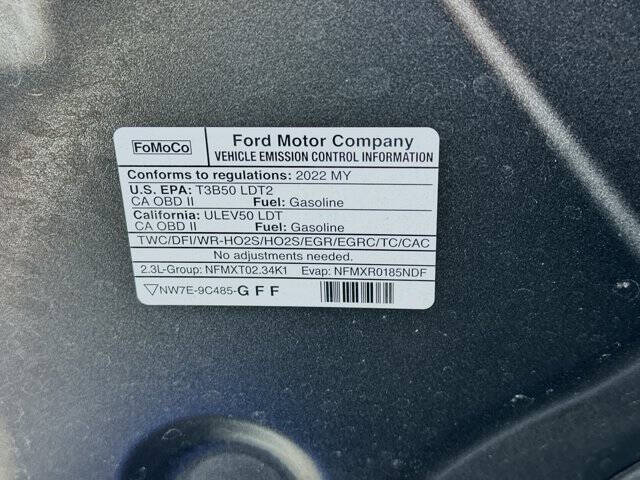 FoMoCo
Ford Motor Company
VEHICLE EMISSION CONTROL INFORMATION
Conforms to regulations: 2022 MY
U.S. EPA: T3B50 LDT2
CA OBD II Fuel: Gasoline
California: ULEV50 LDT
CA OBD II Fuel: Gasoline
TWC/DFI/WR-HO2S/HO2S/EGR/EGRC/TC/CAC
No adjustments needed.
2.3L-Group: NFMXT02.34K1 Evap: NFMXR0185NDF
NW7E-9C485-GFF